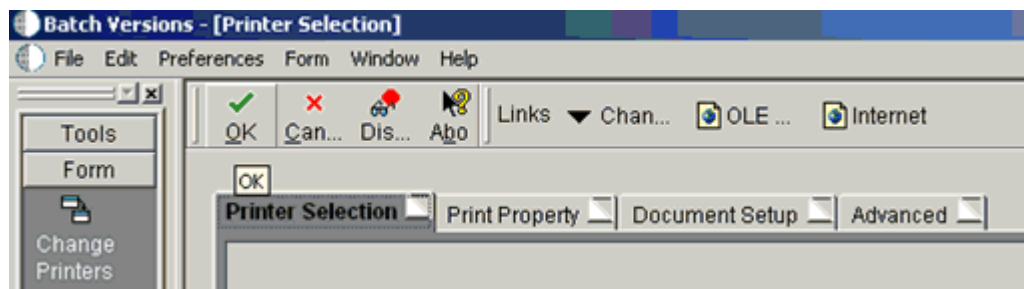 Batch Versions - [Printer Selection]
File Edit Preferences Form Window Help
Tools
Form
Change
Printers
OK Can... Dis... Abo
Links Chan... OLE ... Internet
OK
Printer Selection Print Property Document Setup Advanced